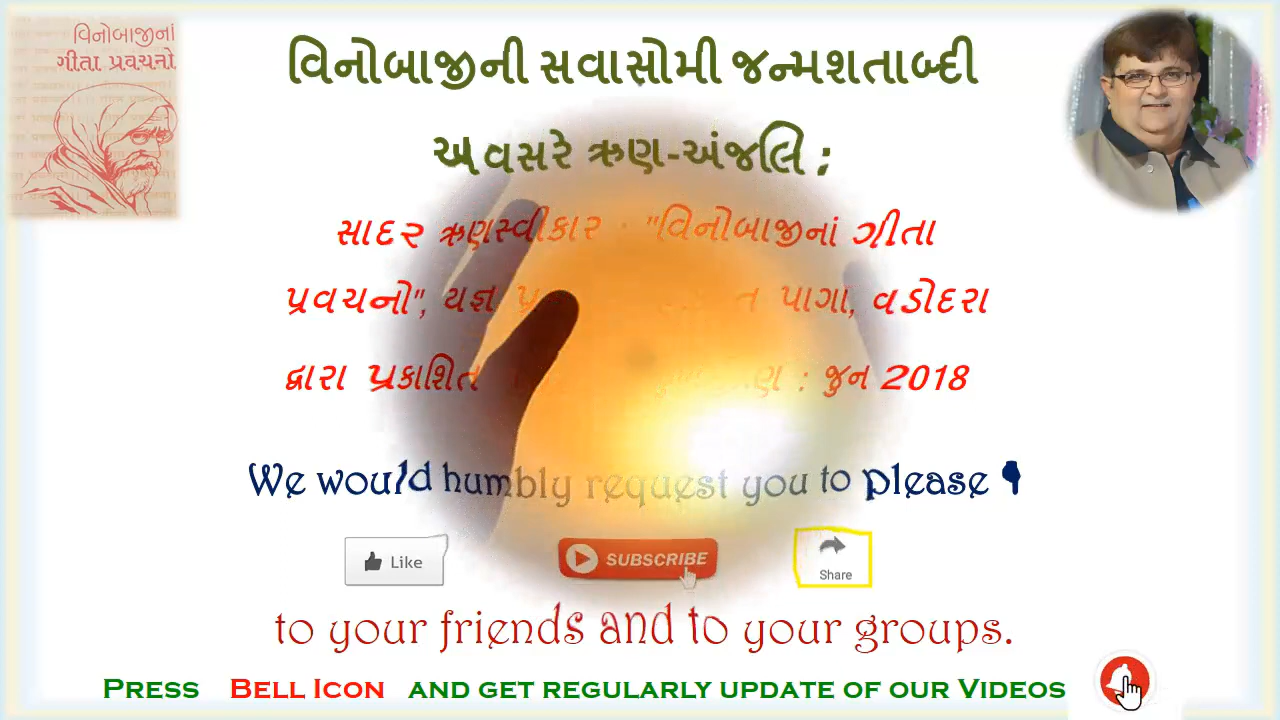 વિનોબાજીનાં
ગીતા પ્રવચનો
વિનોબાજીની સવાસોમી જન્મશતાબ્દી
અવસરે ઋણ-અંજલિ :
સાદર ઋણસ્વીકાર : "વિનોબાજીનાં ગીતા
પ્રવચનો", યજ્ઞ પાગા, વડોદરા
દ્વારા પ્રકાશિત : જુન 2018
We would humbly request you to please
Like
SUBSCRIBE
Share
to your friends and to your groups.
PRESS BELL ICON AND GET REGULARLY UPDATE OF OUR VIDEOS